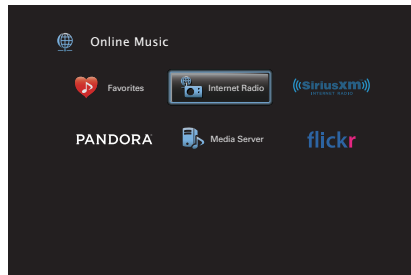 Online Music
Favorites
Internet Radio
((SiriusXM))
INTERNET RADIO
PANDORA
Media Server
flickr